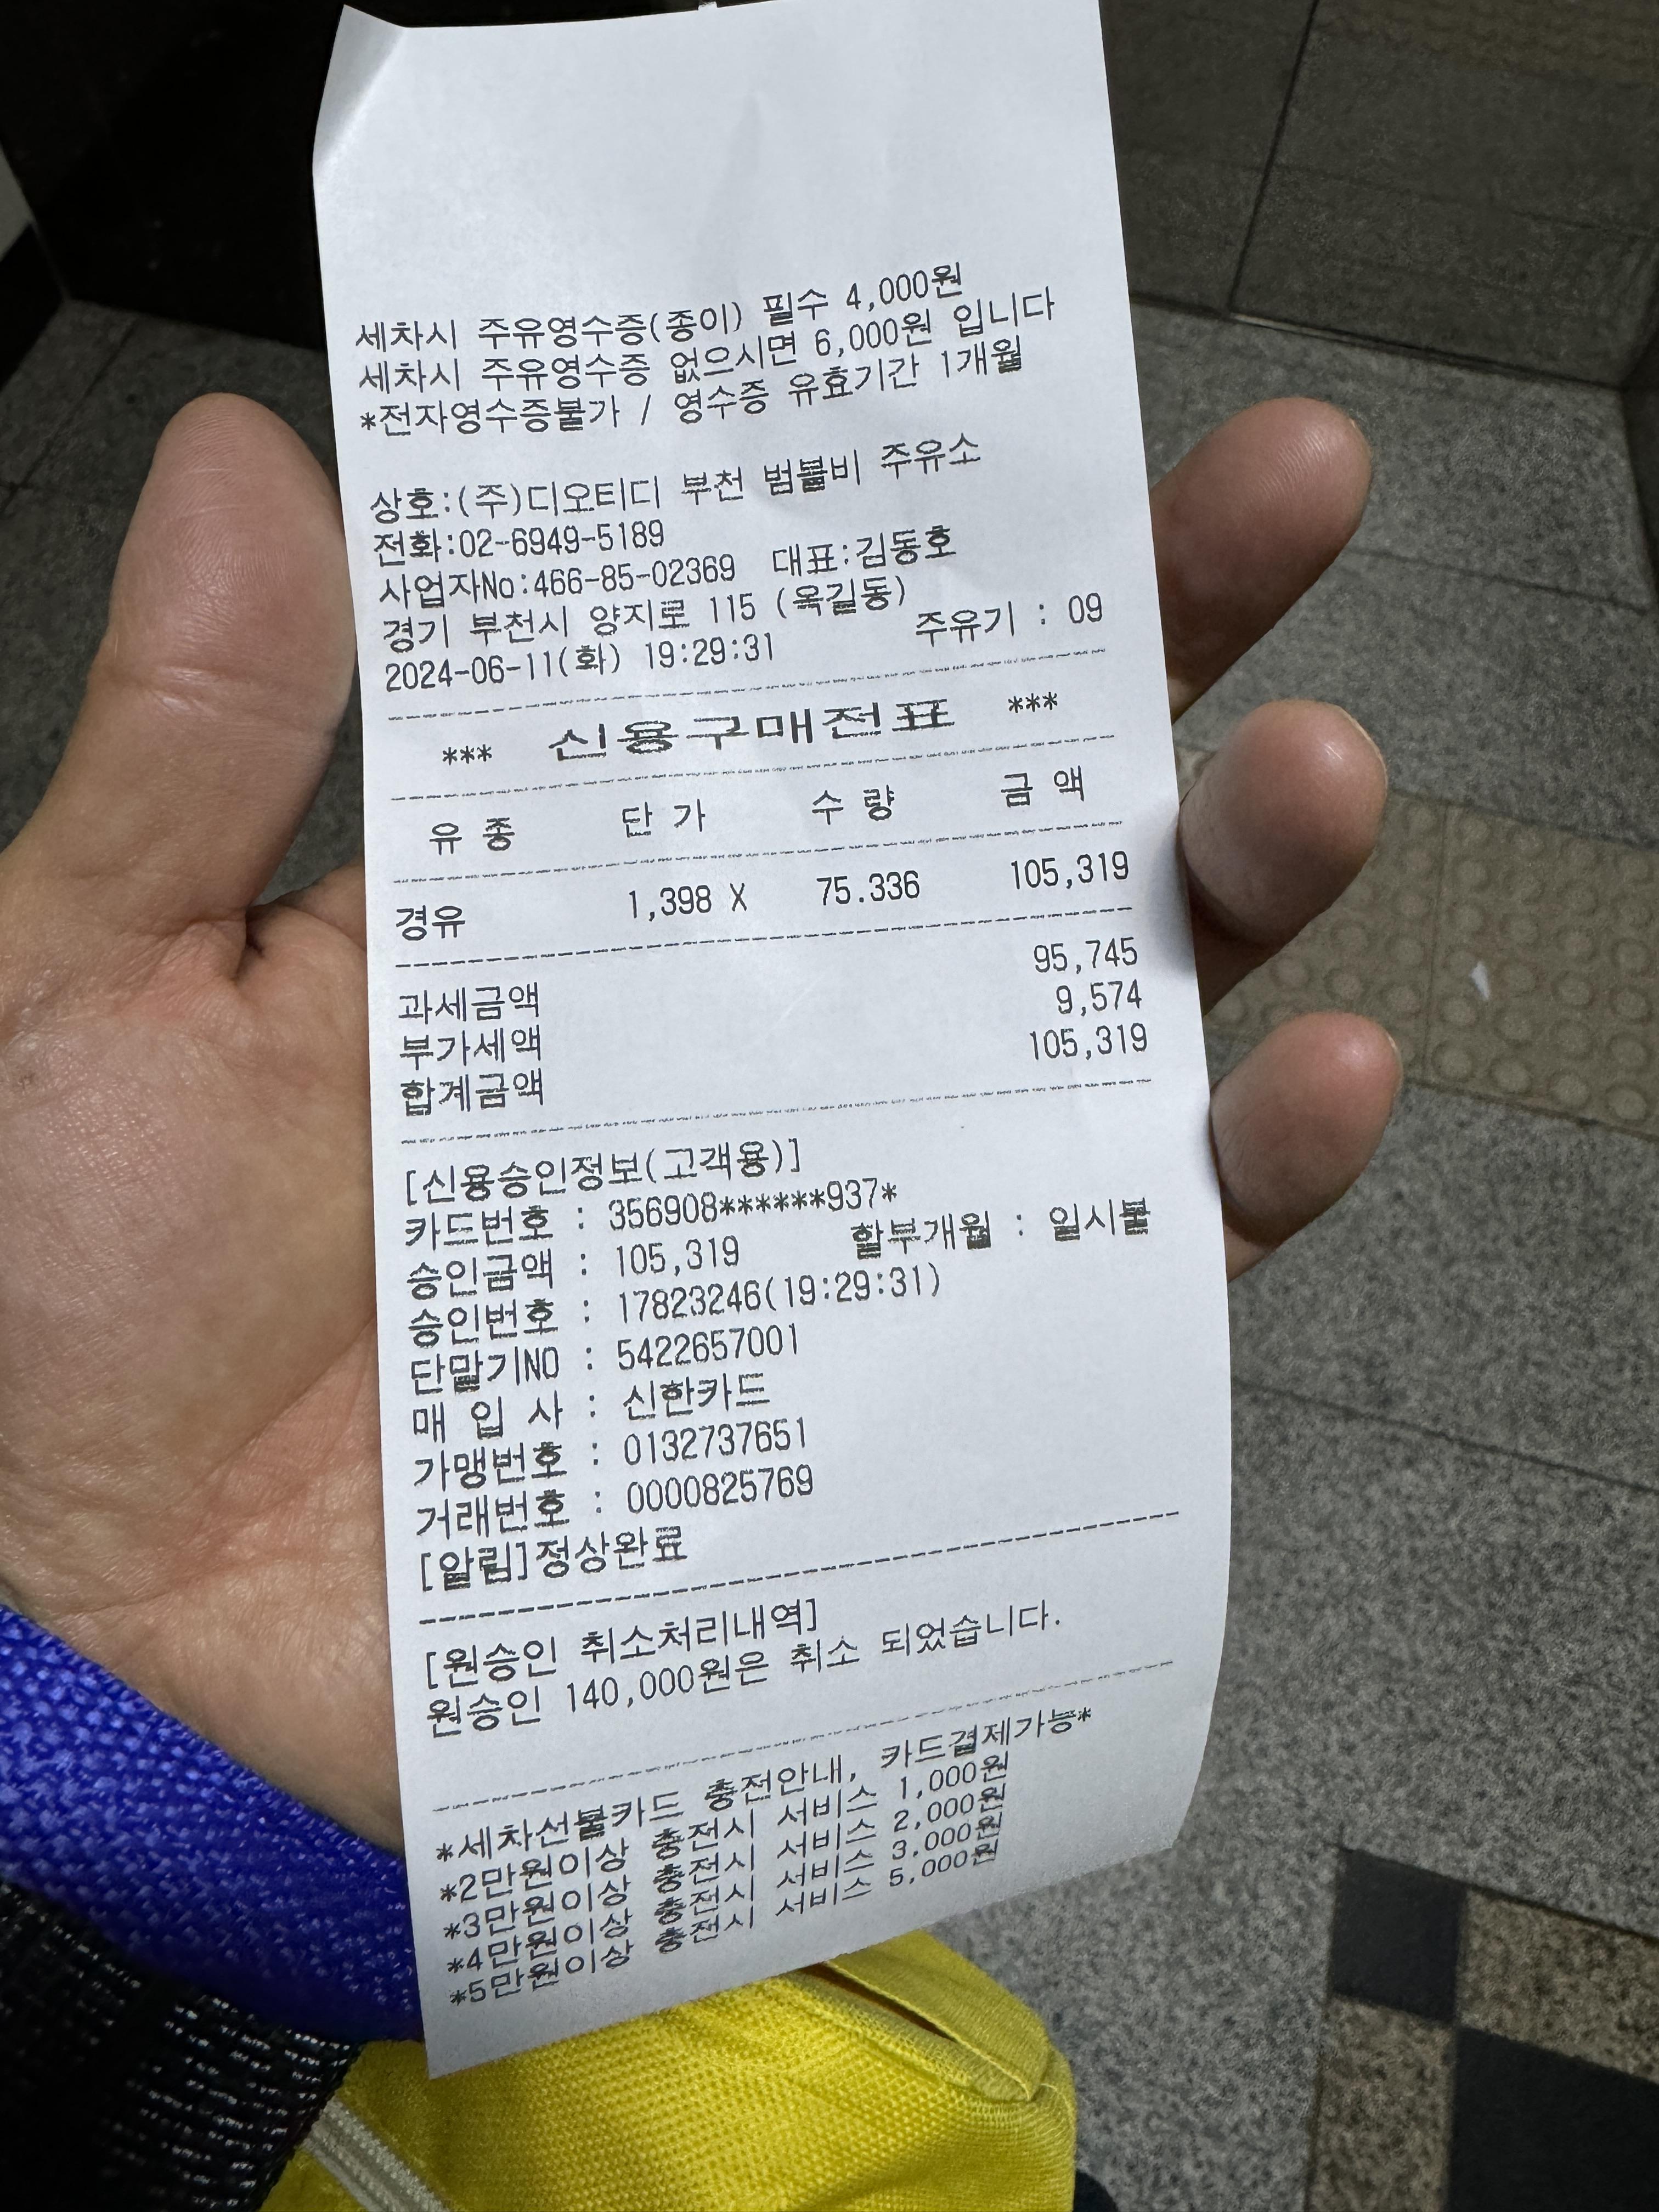 세차시 주유영수증(종이) 필수 4,000원
세차시 주유영수증 없으시면 6,000원 입니다
*전자영수증불가 / 영수증 유효기간 1개월
상호:(주)디오티디 부천 범블비 주유소
전화:02-6949-5189
사업자No:466-85-02369 대표:김동호
경기 부천시 양지로 115 (옥길동)
2024-06-11(화) 19:29:31 주유기 : 09
*** 신용구매전표 ***
유 종 단 가 수 량 금 액
경유 1,398 X 75.336 105,319
과세금액 95,745
부가세액 9,574
합계금액 105,319
[신용승인정보(고객용)]
카드번호 : 356908******937*
승인금액 : 105,319 할부개월 : 일시불
승인번호 : 17823246(19:29:31)
단말기NO : 5422657001
매 입 사 : 신한카드
가맹번호 : 0132737651
거래번호 : 0000825769
[알림]정상완료
[원승인 취소처리내역]
원승인 140,000원은 취소 되었습니다.
*세차선불카드 충전안내, 카드결제가능*
*2만원이상 충전시 서비스 1,000원
*3만원이상 충전시 서비스 2,000원
*4만원이상 충전시 서비스 3,000원
*5만원이상 충전시 서비스 5,000원